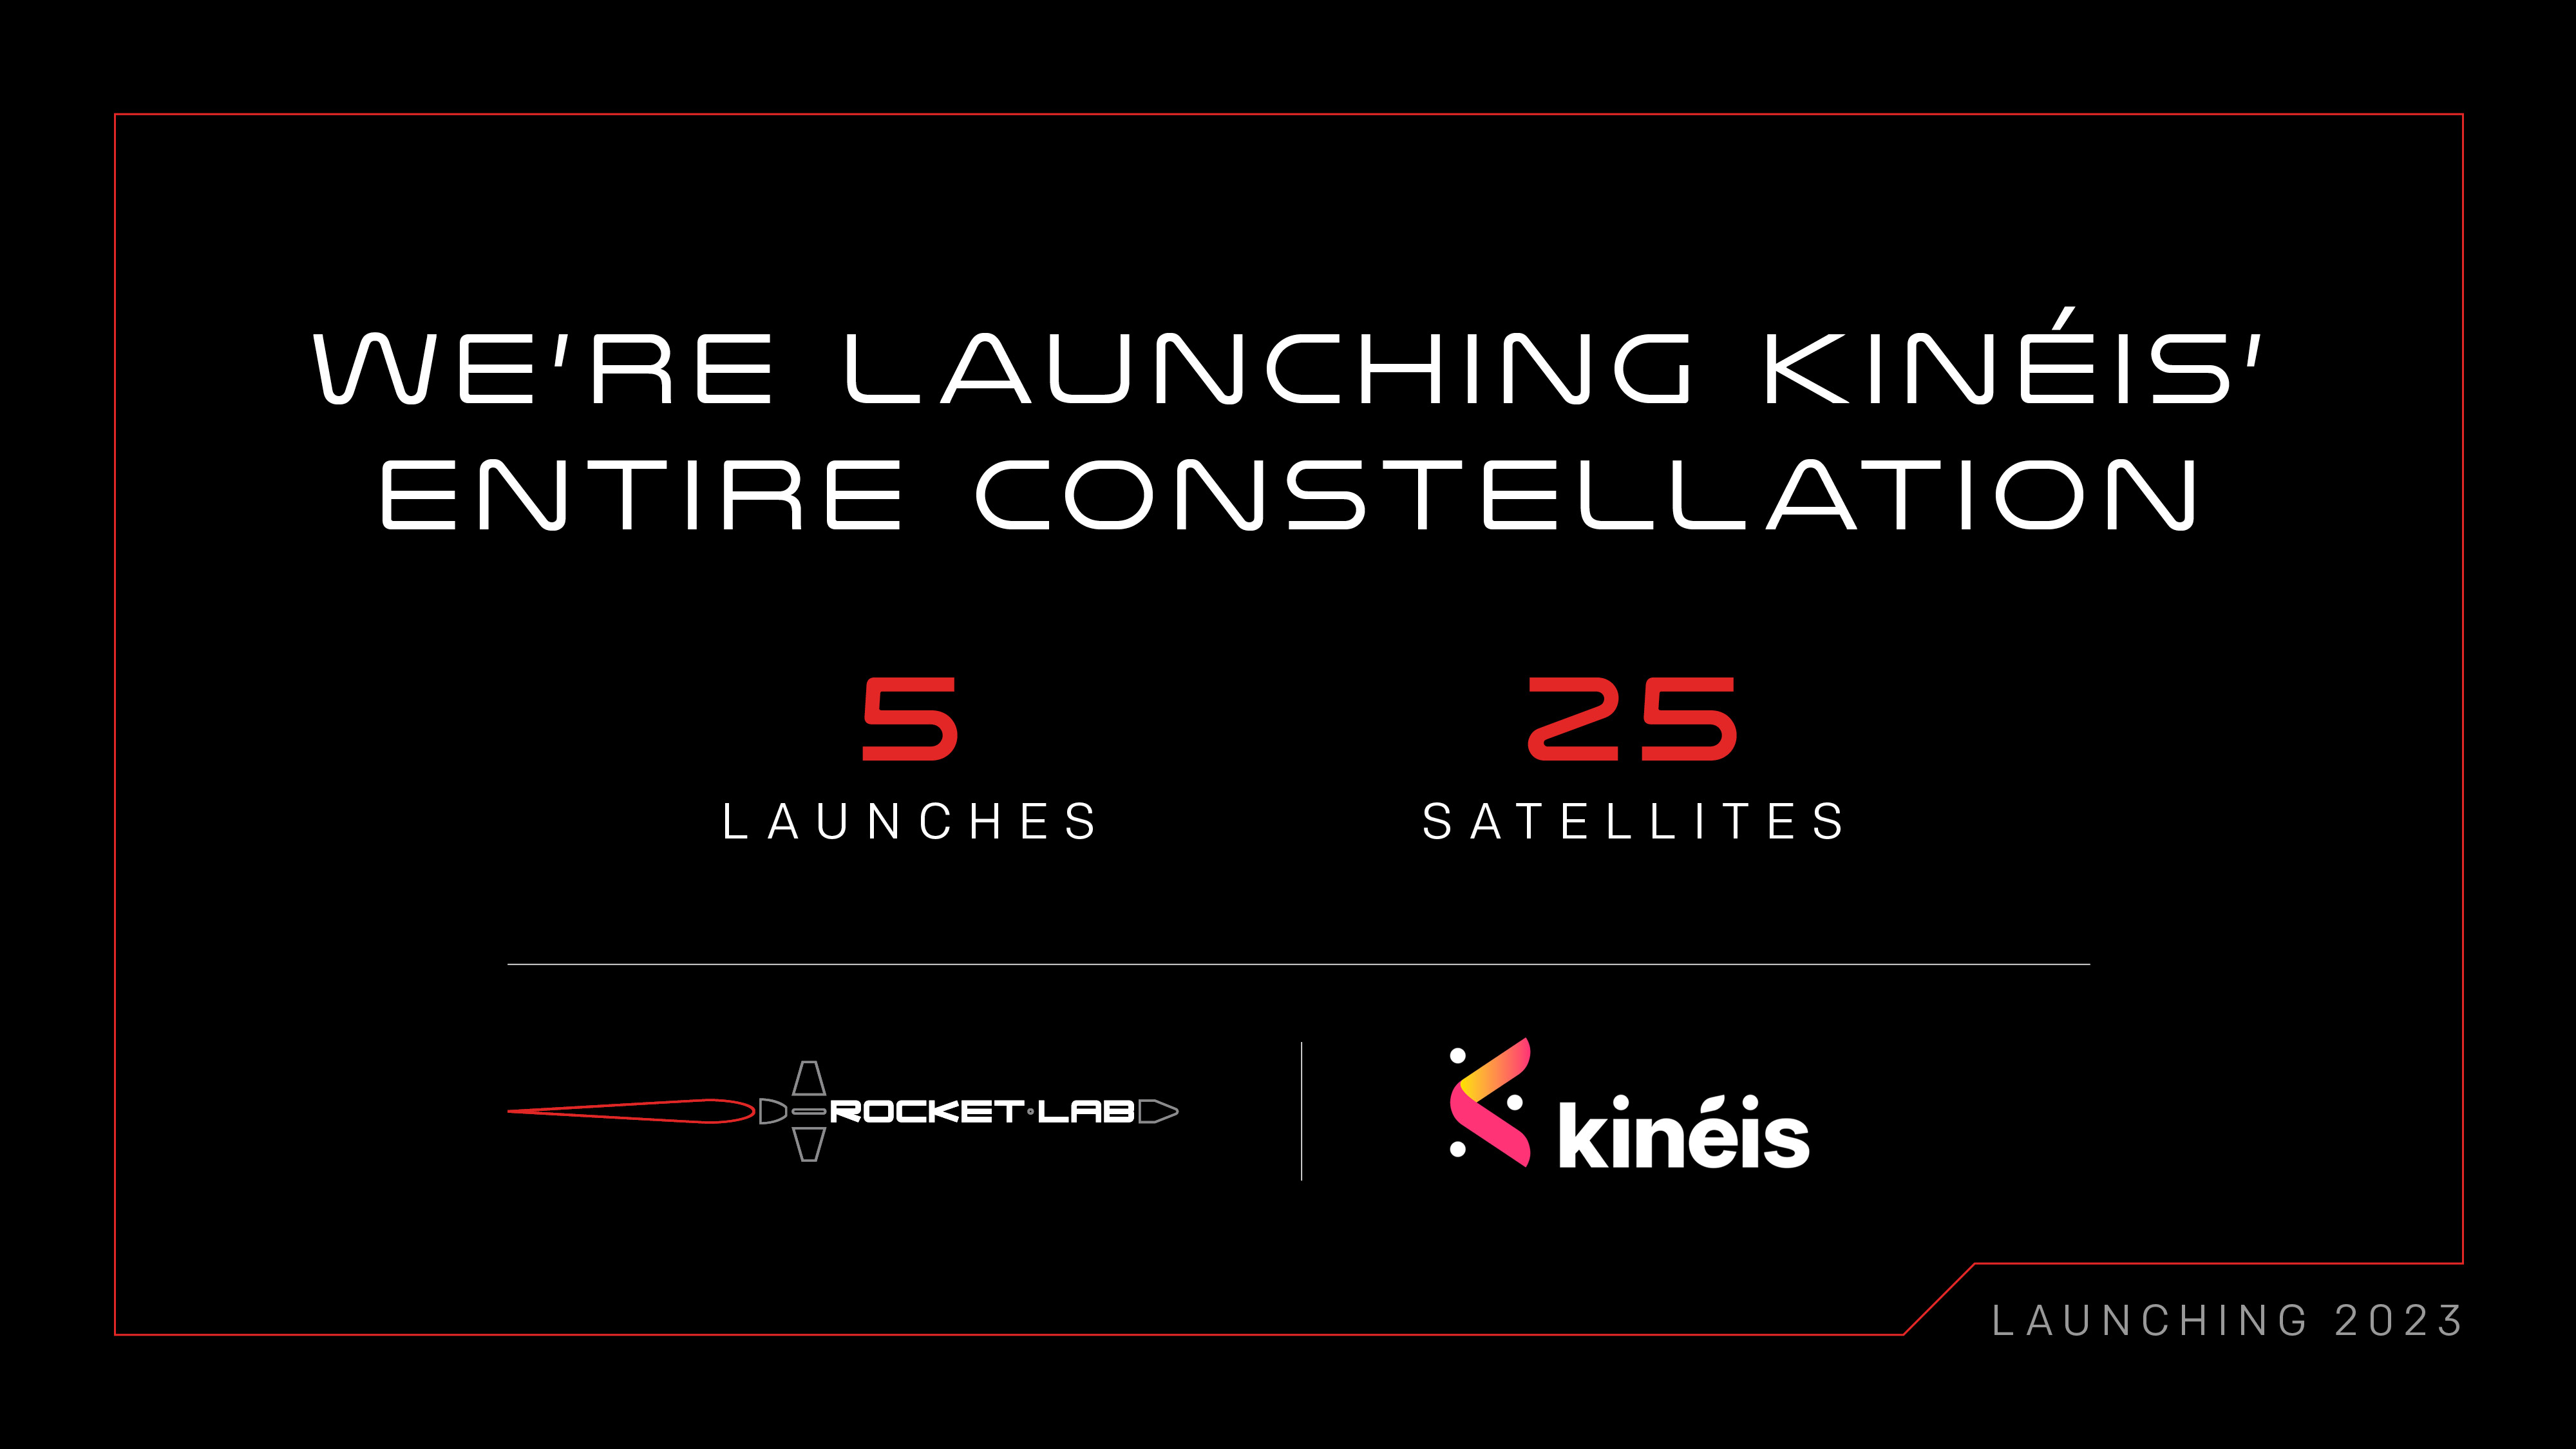 WE'RE LAUNCHING KINÉIS'
ENTIRE CONSTELLATION
5
LAUNCHES
25
SATELLITES
ROCKET·LAB
kinéis
LAUNCHING 2023